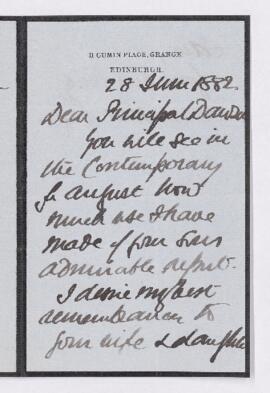 11 CUMIN PLACE, GRANGE
EDINBURGH.
28 June 1882
Dear Principal Dawson
You will see in
the Contemporary
for August how
much use I have
made of your Son's
admirable report.
I desire my best
remembrances to
your wife & daughter